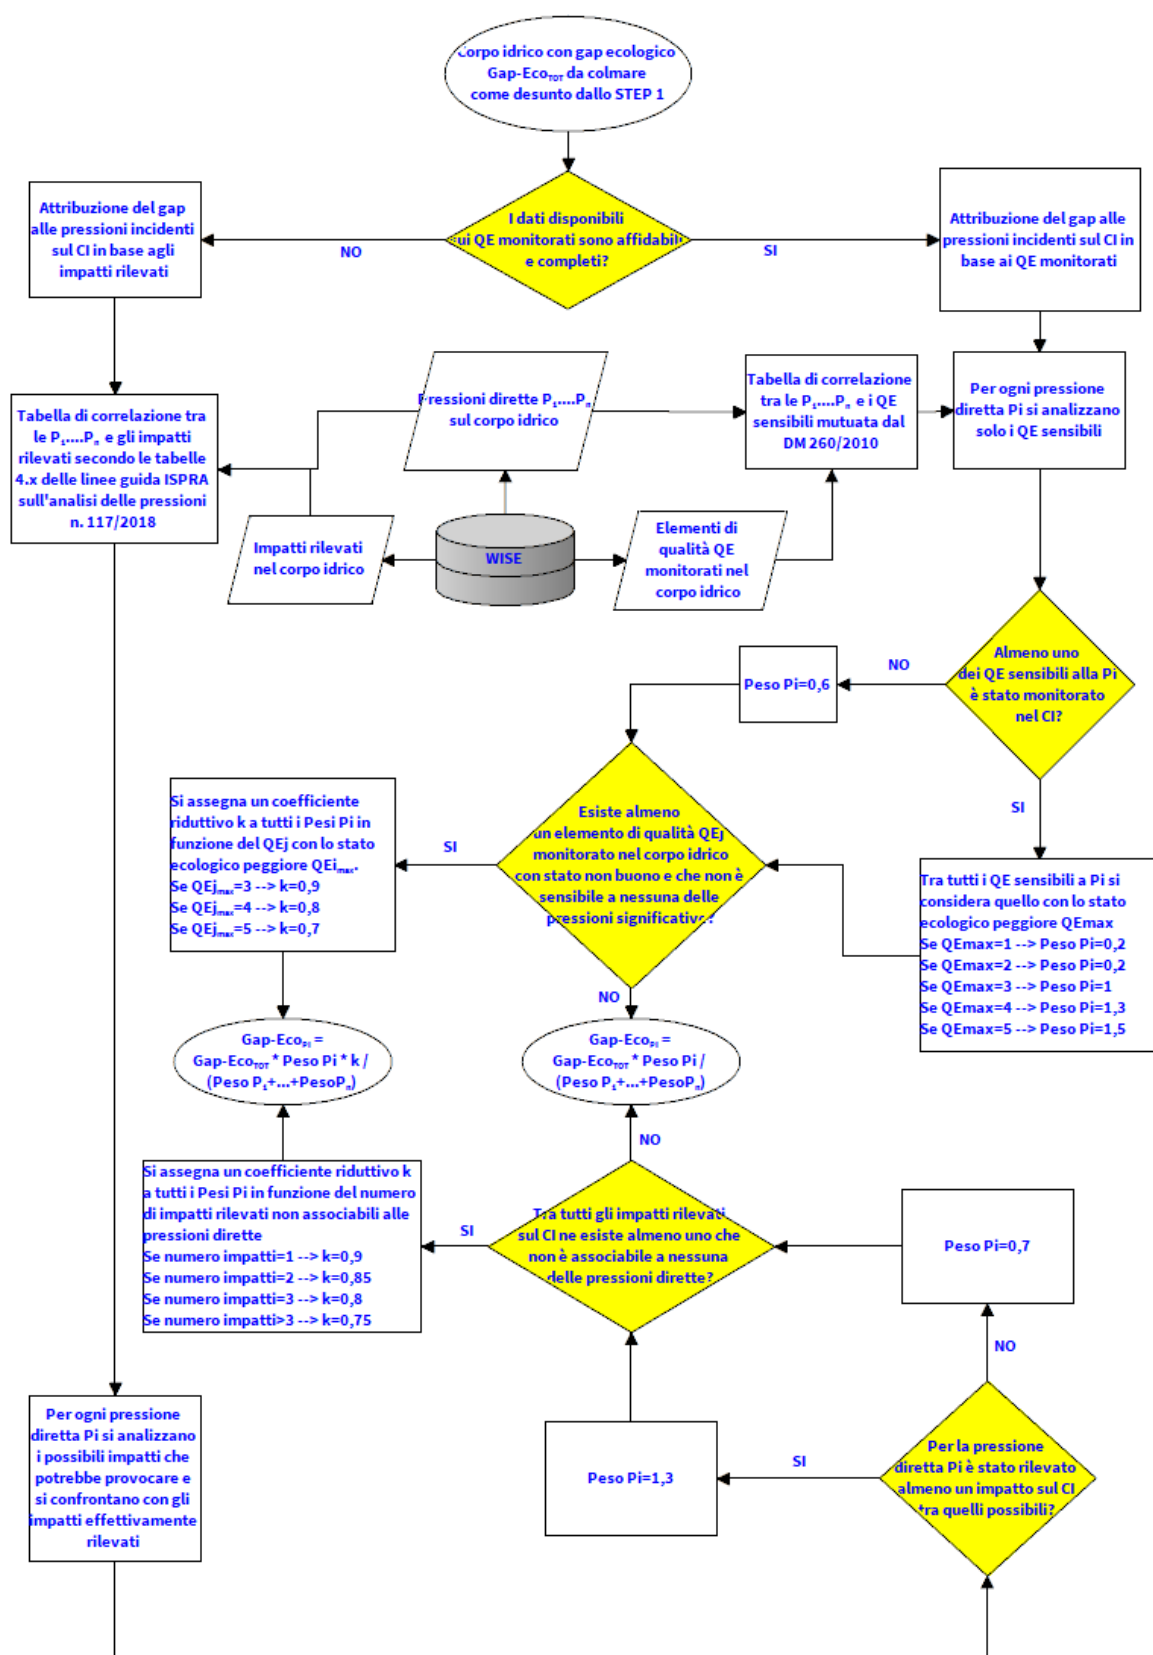 Corpo idrico con gap ecologico
Gap-EcoTOT da colmare
come desunto dallo STEP 1
I dati disponibili
sui QE monitorati sono affidabili
e completi?
NO
SI
Attribuzione del gap
alle pressioni incidenti
sul CI in base agli
impatti rilevati
Attribuzione del gap alle
pressioni incidenti sul CI in
base ai QE monitorati
Tabella di correlazione tra
le P1....Pn e gli impatti
rilevati secondo le tabelle
4.x delle linee guida ISPRA
sull'analisi delle pressioni
n. 117/2018
Pressioni dirette P1....Pn
sul corpo idrico
Tabella di correlazione
tra le P1....Pn e i QE
sensibili mutuata dal
DM 260/2010
Per ogni pressione
diretta Pi si analizzano
solo i QE sensibili
Impatti rilevati
nel corpo idrico
WISE
Elementi di
qualità QE
monitorati nel
corpo idrico
Almeno uno
dei QE sensibili alla Pi
è stato monitorato
nel CI?
NO
SI
Peso Pi=0,6
Esiste almeno
un elemento di qualità QEj
monitorato nel corpo idrico
con stato non buono e che non è
sensibile a nessuna delle
pressioni significative?
SI
NO
Si assegna un coefficiente
riduttivo k a tutti i Pesi Pi in
funzione del QEj con lo stato
ecologico peggiore QEimax.
Se QEjmax=3 --> k=0,9
Se QEjmax=4 --> k=0,8
Se QEjmax=5 --> k=0,7
Tra tutti i QE sensibili a Pi si
considera quello con lo stato
ecologico peggiore QEmax
Se QEmax=1 --> Peso Pi=0,2
Se QEmax=2 --> Peso Pi=0,2
Se QEmax=3 --> Peso Pi=1
Se QEmax=4 --> Peso Pi=1,3
Se QEmax=5 --> Peso Pi=1,5
Gap-EcoPi =
Gap-EcoTOT * Peso Pi * k /
(Peso P1+...+PesoPn)
Gap-EcoPi =
Gap-EcoTOT * Peso Pi /
(Peso P1+...+PesoPn)
NO
Si assegna un coefficiente riduttivo k
a tutti i Pesi Pi in funzione del numero
di impatti rilevati non associabili alle
pressioni dirette
Se numero impatti=1 --> k=0,9
Se numero impatti=2 --> k=0,85
Se numero impatti=3 --> k=0,8
Se numero impatti>3 --> k=0,75
SI
Tra tutti gli impatti rilevati
sul CI ne esiste almeno uno che
non è associabile a nessuna
delle pressioni dirette?
Peso Pi=0,7
NO
Per ogni pressione
diretta Pi si analizzano
i possibili impatti che
potrebbe provocare e
si confrontano con gli
impatti effettivamente
rilevati
Peso Pi=1,3
SI
Per la pressione
diretta Pi è stato rilevato
almeno un impatto sul CI
tra quelli possibili?